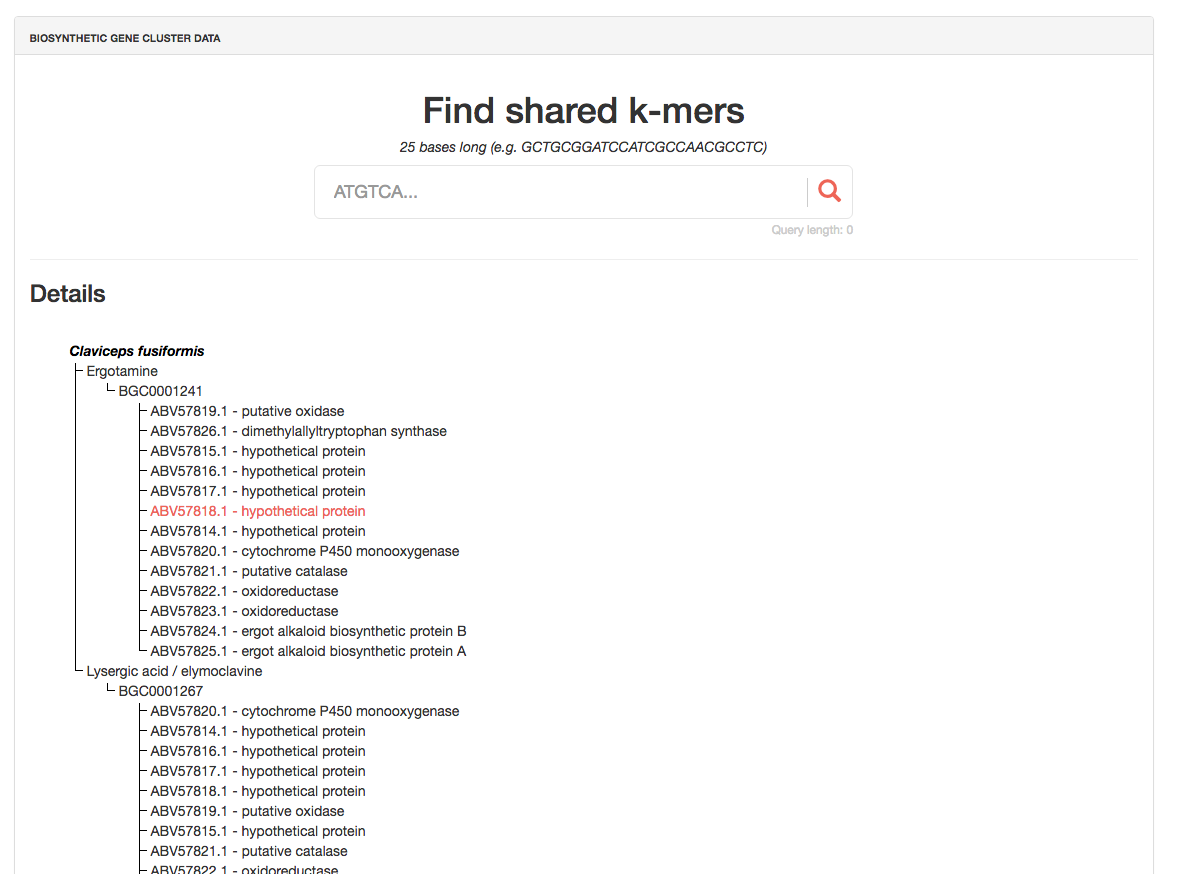 BIOSYNTHETIC GENE CLUSTER DATA
Find shared k-mers
25 bases long (e.g. GCTGCGGATCCATCGCCAACGCCTC)
ATGTCA...
Query length: 0
Details
Claviceps fusiformis
Ergotamine
BGC0001241
ABV57819.1 - putative oxidase
ABV57826.1 - dimethylallyltryptophan synthase
ABV57815.1 - hypothetical protein
ABV57816.1 - hypothetical protein
ABV57817.1 - hypothetical protein
ABV57818.1 - hypothetical protein
ABV57814.1 - hypothetical protein
ABV57820.1 - cytochrome P450 monooxygenase
ABV57821.1 - putative catalase
ABV57822.1 - oxidoreductase
ABV57823.1 - oxidoreductase
ABV57824.1 - ergot alkaloid biosynthetic protein B
ABV57825.1 - ergot alkaloid biosynthetic protein A
Lysergic acid / elymoclavine
BGC0001267
ABV57820.1 - cytochrome P450 monooxygenase
ABV57814.1 - hypothetical protein
ABV57816.1 - hypothetical protein
ABV57817.1 - hypothetical protein
ABV57818.1 - hypothetical protein
ABV57819.1 - putative oxidase
ABV57815.1 - hypothetical protein
ABV57821.1 - putative catalase
ABV57822.1 - oxidoreductase